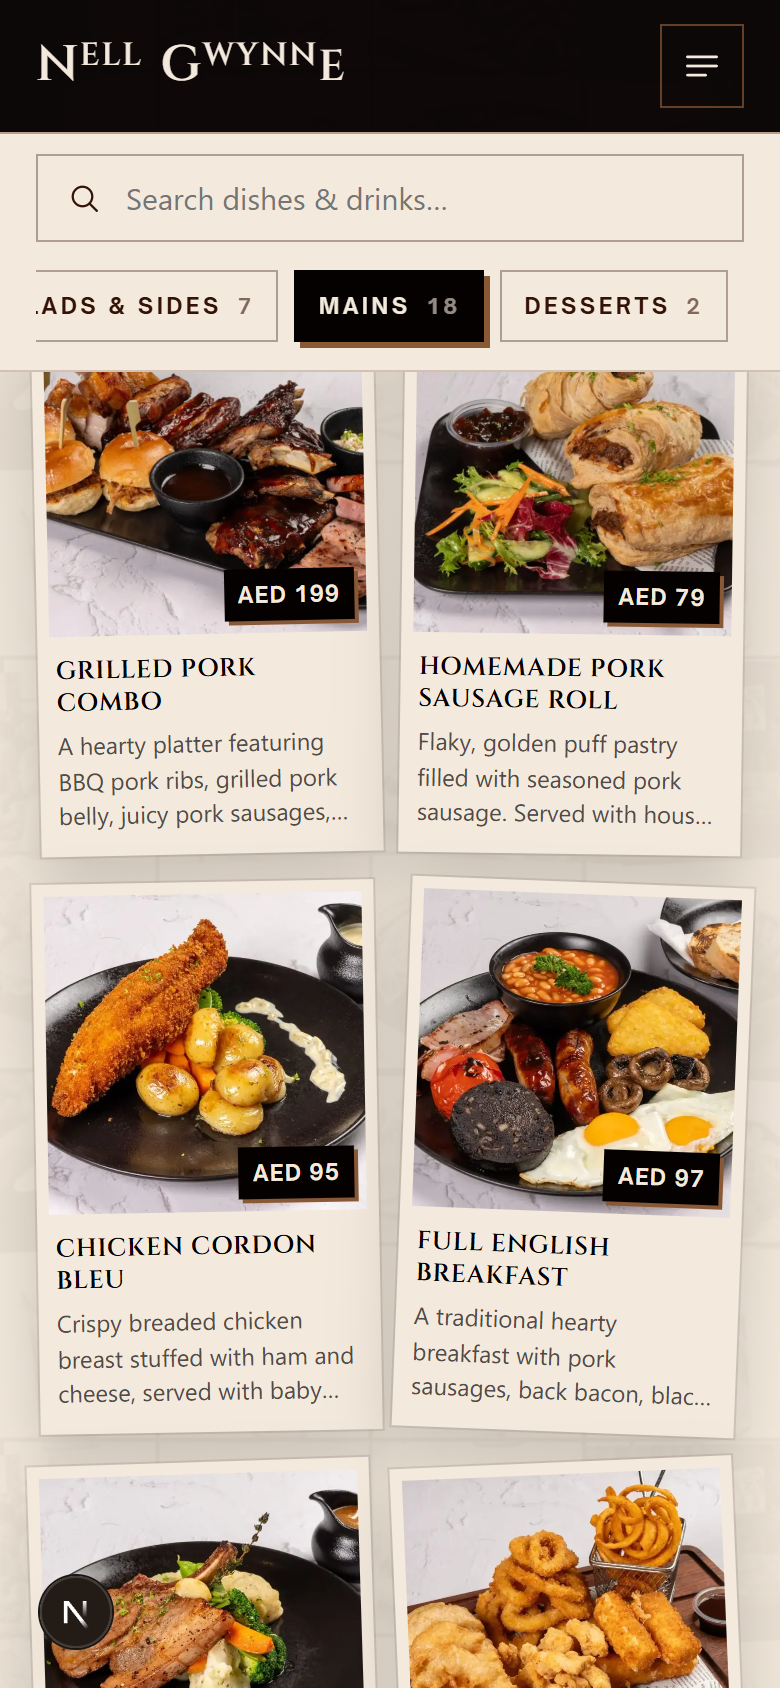 NELL GWYNNE
Search dishes & drinks...
ADS & SIDES 7
MAINS 18
DESSERTS 2
AED 199
AED 79
GRILLED PORK
COMBO
HOMEMADE PORK
SAUSAGE ROLL
A hearty platter featuring
BBQ pork ribs, grilled pork
belly, juicy pork sausages,...
Flaky, golden puff pastry
filled with seasoned pork
sausage. Served with hous...
AED 95
AED 97
CHICKEN CORDON
BLEU
FULL ENGLISH
BREAKFAST
Crispy breaded chicken
breast stuffed with ham and
cheese, served with baby...
A traditional hearty
breakfast with pork
sausages, back bacon, blac...
N